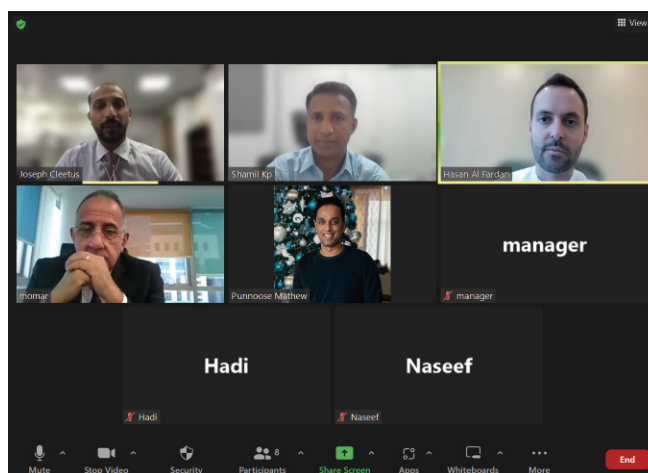 View
Joseph Cleetus
Shamil Kp
Hasan Al Fardan
momar
Punnoose Mathew
manager
manager
Hadi
Naseef
Hadi
Naseef
8
Mute
Stop Video
Security
Participants
Share Screen
Apps
Whiteboards
More
End